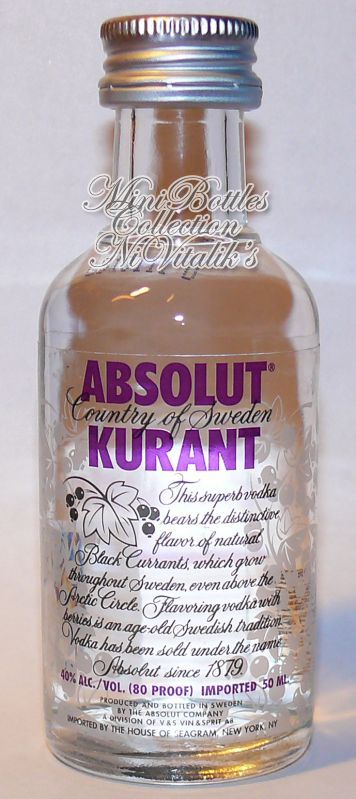 MiniBottles
Collection
NiVitalik's
ABSOLUT®
Country of Sweden
KURANT
This superb vodka
bears the distinctive
flavor of natural
Black Currants, which grow
throughout Sweden, even above the
Arctic Circle. Flavoring vodka with
berries is an age-old Swedish tradition.
Vodka has been sold under the name
Absolut since 1879
40% ALC./VOL. (80 PROOF) IMPORTED 50 ML.
PRODUCED AND BOTTLED IN SWEDEN
BY THE ABSOLUT COMPANY
A DIVISION OF V&S VIN&SPRIT AB
IMPORTED BY THE HOUSE OF SEAGRAM, NEW YORK, NY